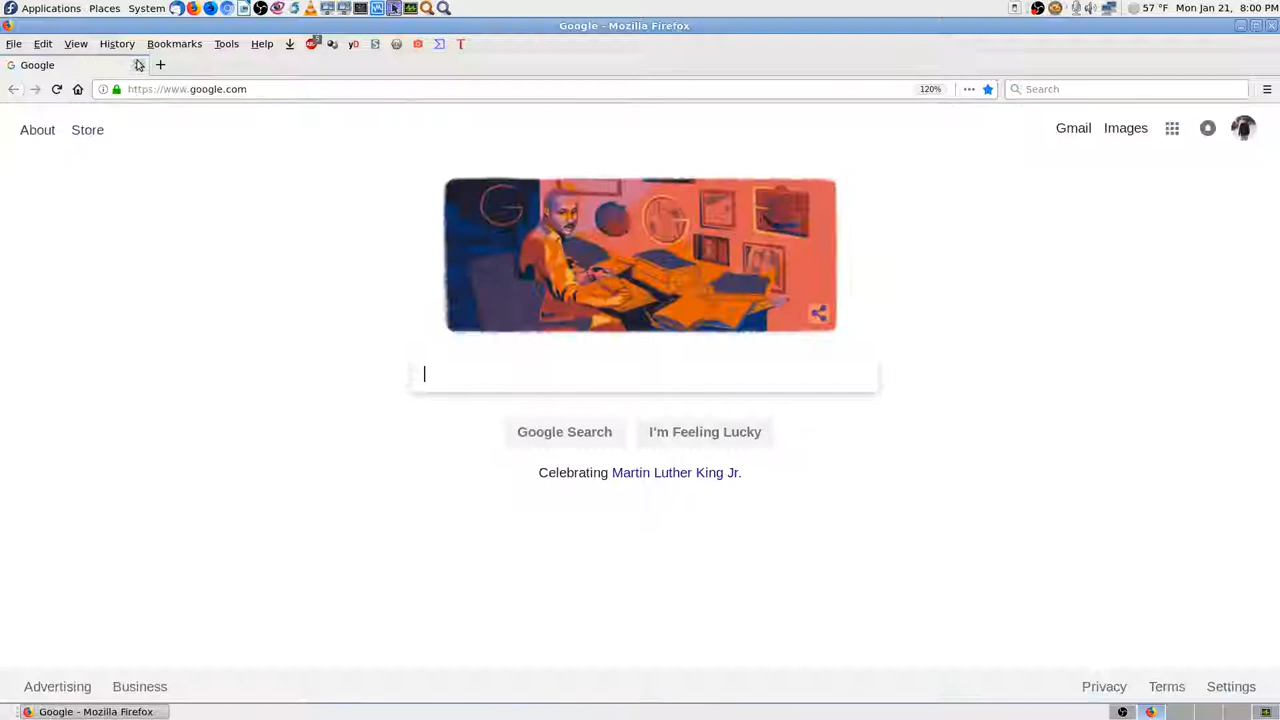 Applications Places System 57 °F Mon Jan 21, 8:00 PM
Google - Mozilla Firefox
File Edit View History Bookmarks Tools Help
Google
https://www.google.com 120% Search
About Store Gmail Images
Google Search I'm Feeling Lucky
Celebrating Martin Luther King Jr.
Advertising Business Privacy Terms Settings
Google - Mozilla Firefox